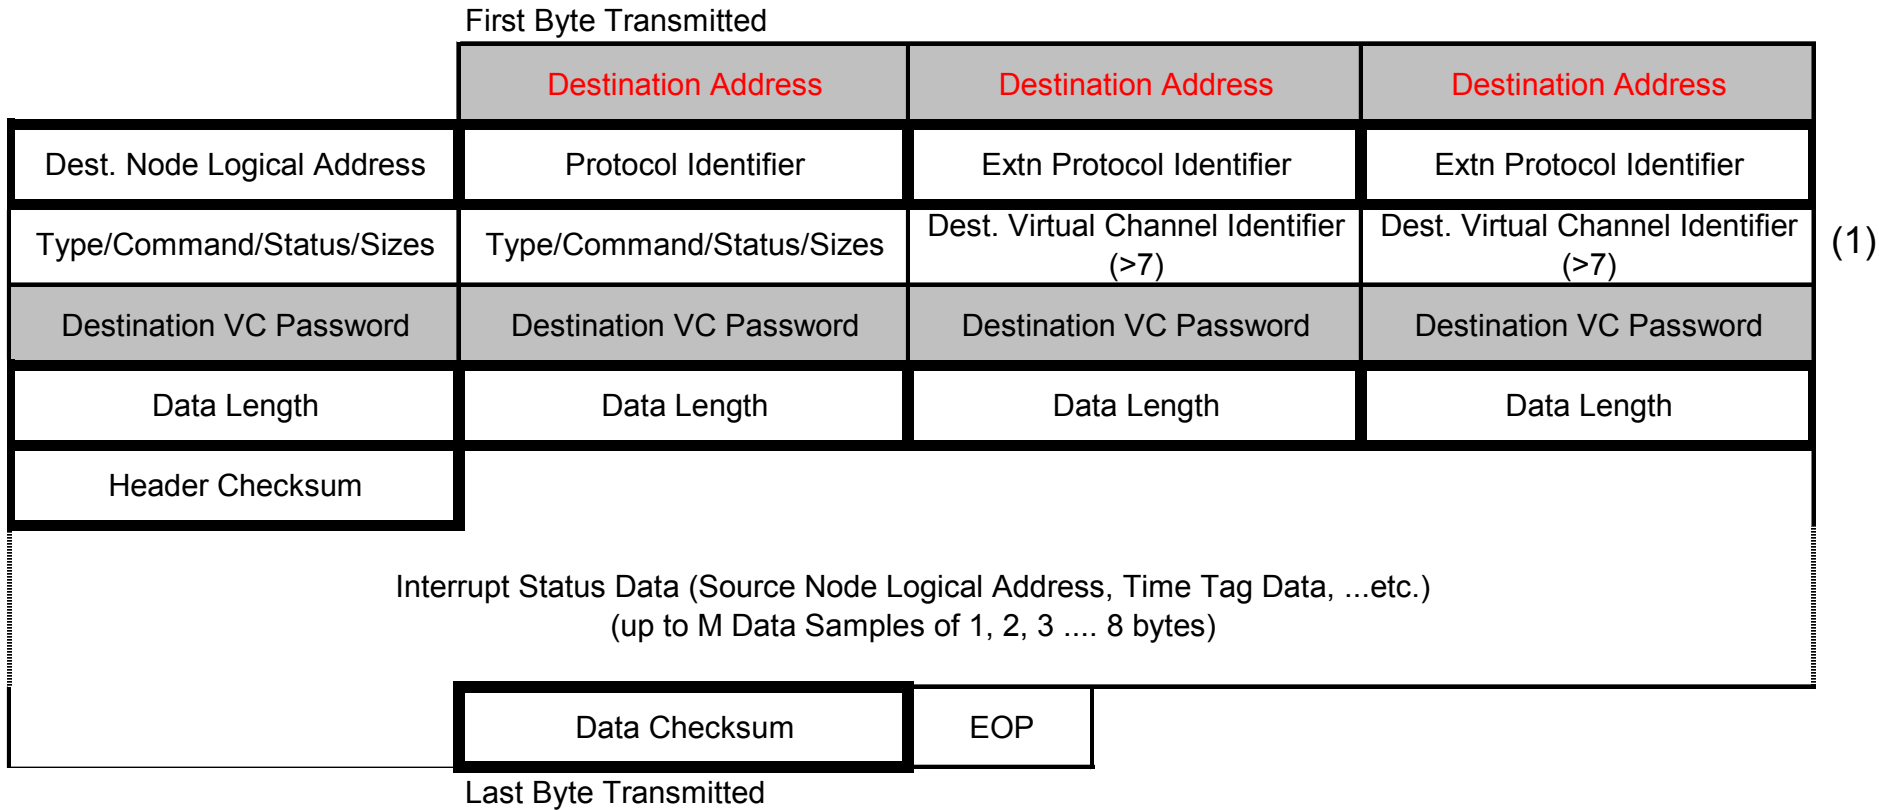 First Byte Transmitted
Destination Address Destination Address Destination Address
Dest. Node Logical Address Protocol Identifier Extn Protocol Identifier Extn Protocol Identifier
Type/Command/Status/Sizes Type/Command/Status/Sizes Dest. Virtual Channel Identifier (>7) Dest. Virtual Channel Identifier (>7) (1)
Destination VC Password Destination VC Password Destination VC Password Destination VC Password
Data Length Data Length Data Length Data Length
Header Checksum
Interrupt Status Data (Source Node Logical Address, Time Tag Data, ...etc.)
(up to M Data Samples of 1, 2, 3 .... 8 bytes)
Data Checksum EOP
Last Byte Transmitted